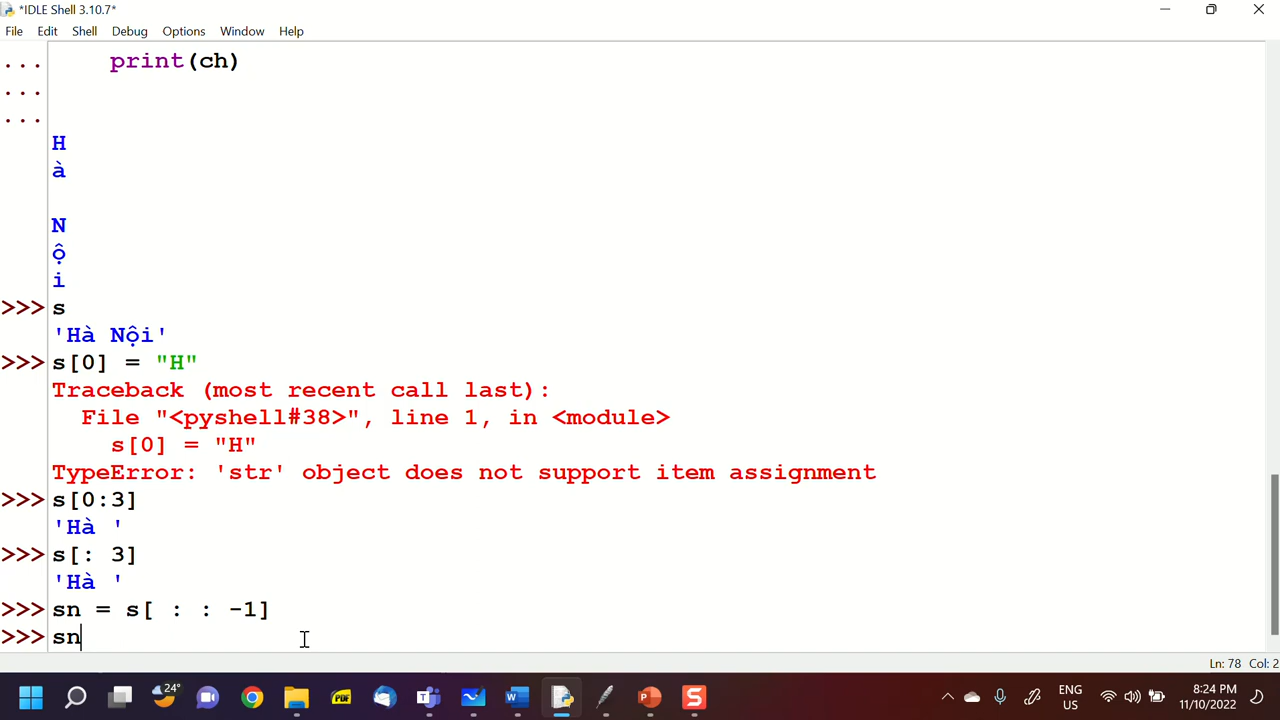 *IDLE Shell 3.10.7*
File Edit Shell Debug Options Window Help
... print(ch)
...
...
H
à
N
ộ
i
>>> s
'Hà Nội'
>>> s[0] = "H"
Traceback (most recent call last):
File "<pyshell#38>", line 1, in <module>
s[0] = "H"
TypeError: 'str' object does not support item assignment
>>> s[0:3]
'Hà '
>>> s[: 3]
'Hà '
>>> sn = s[ : : -1]
>>> sn
Ln: 78 Col: 2
24°
PDF
ENG
US
8:24 PM
11/10/2022